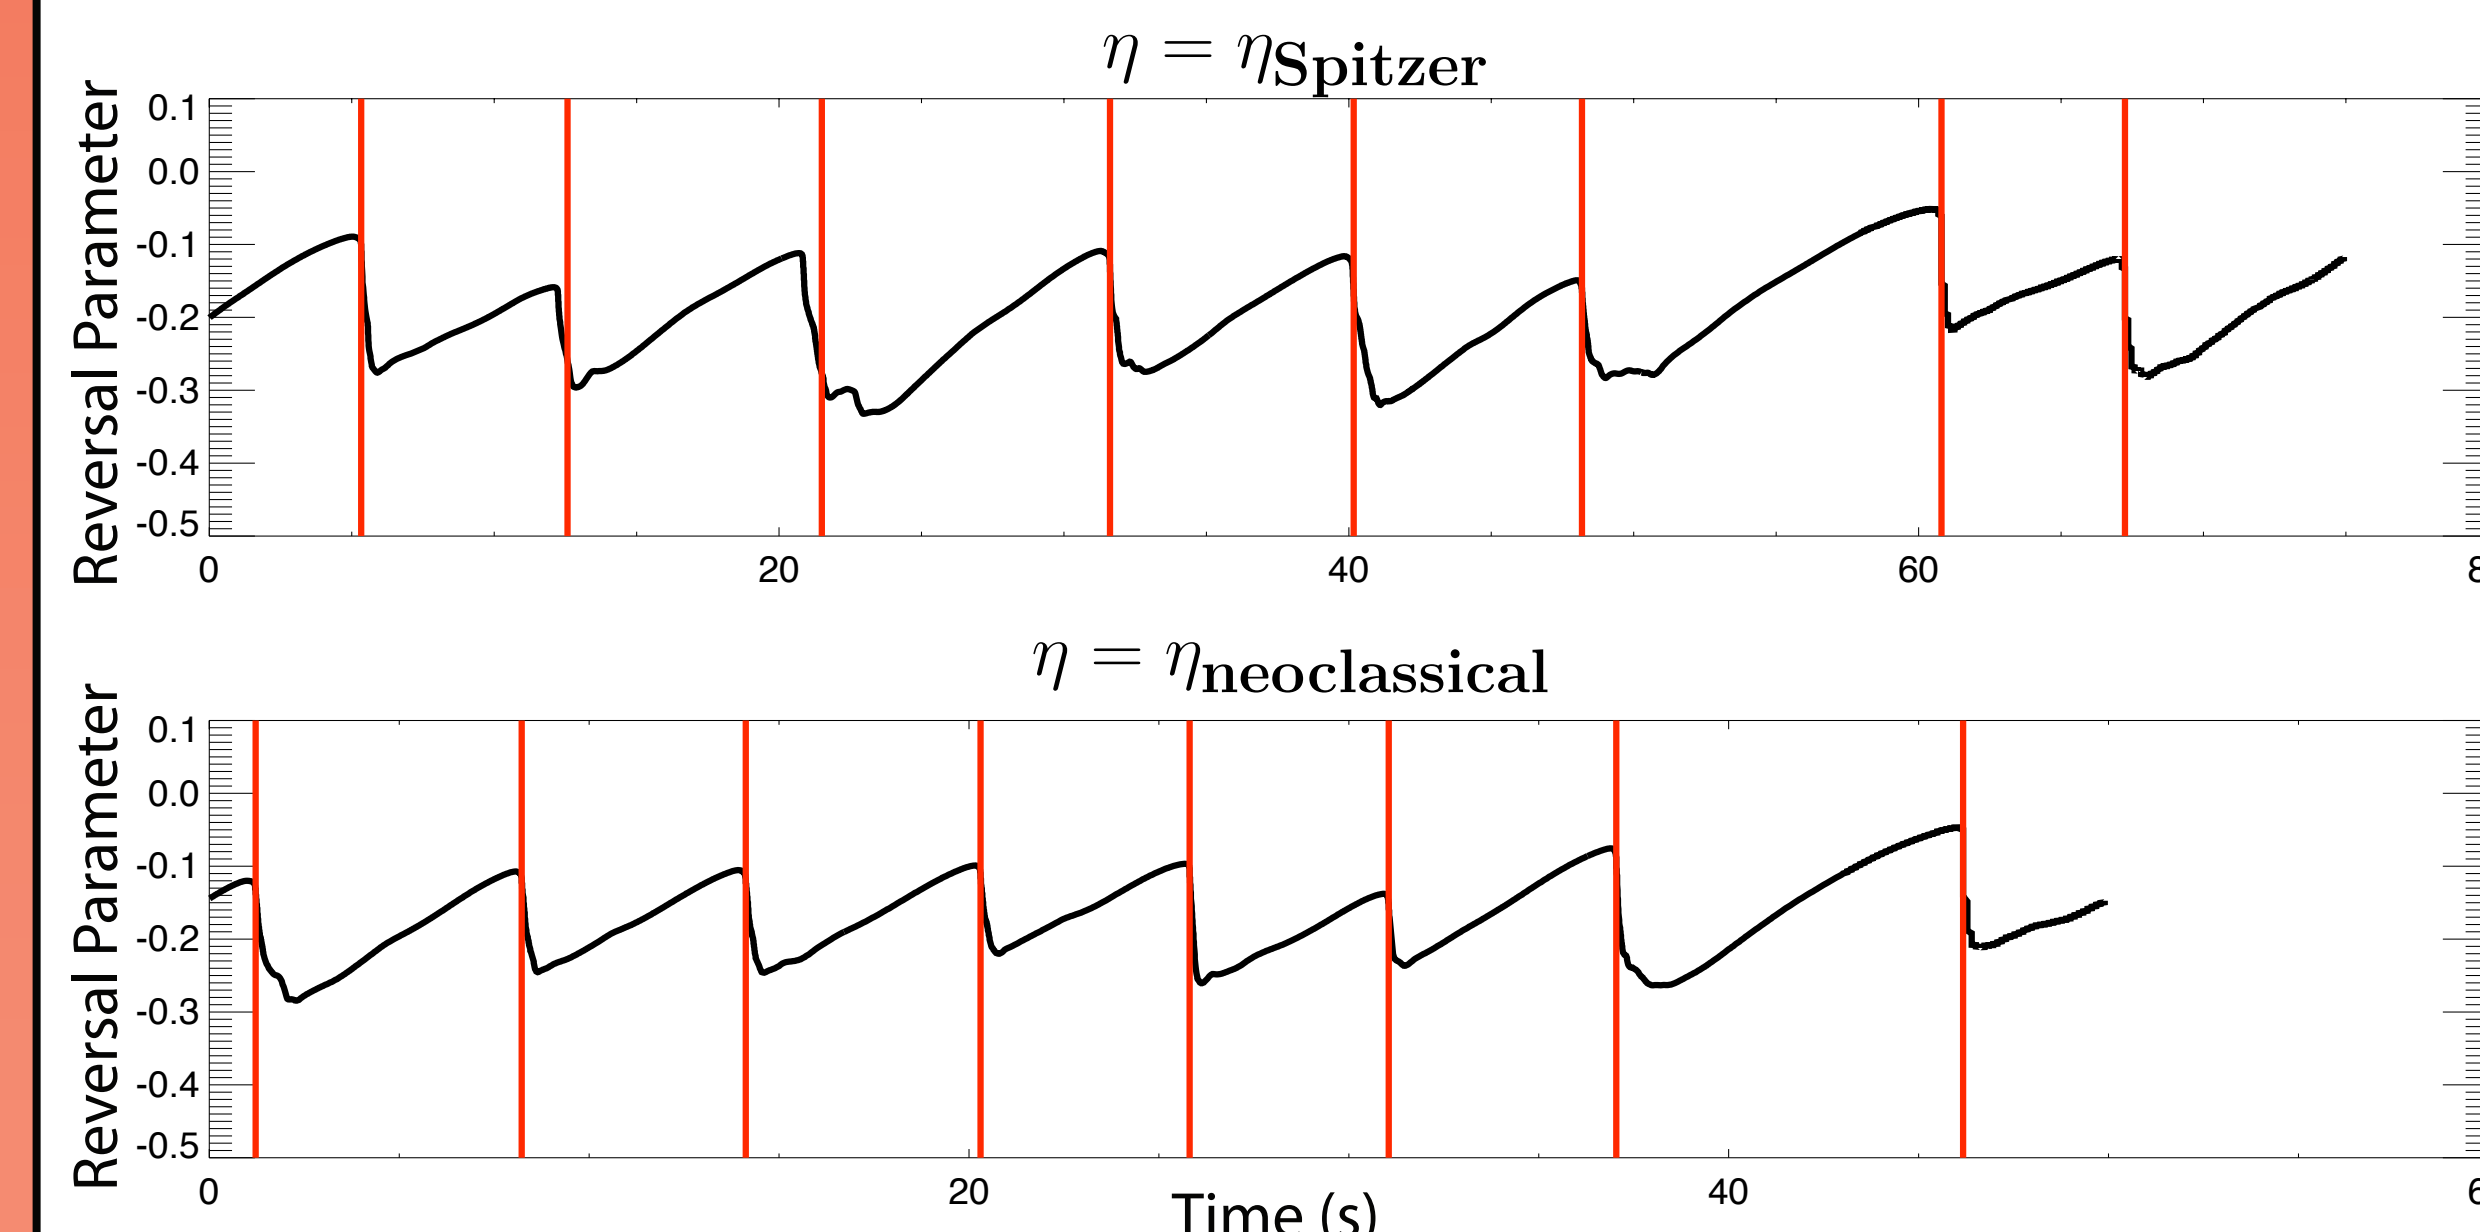 η = ηSpitzer
Reversal Parameter
0.1
0.0
-0.1
-0.2
-0.3
-0.4
-0.5
0 20 40 60
η = ηneoclassical
Reversal Parameter
0.1
0.0
-0.1
-0.2
-0.3
-0.4
-0.5
0 20 40
Time (s)